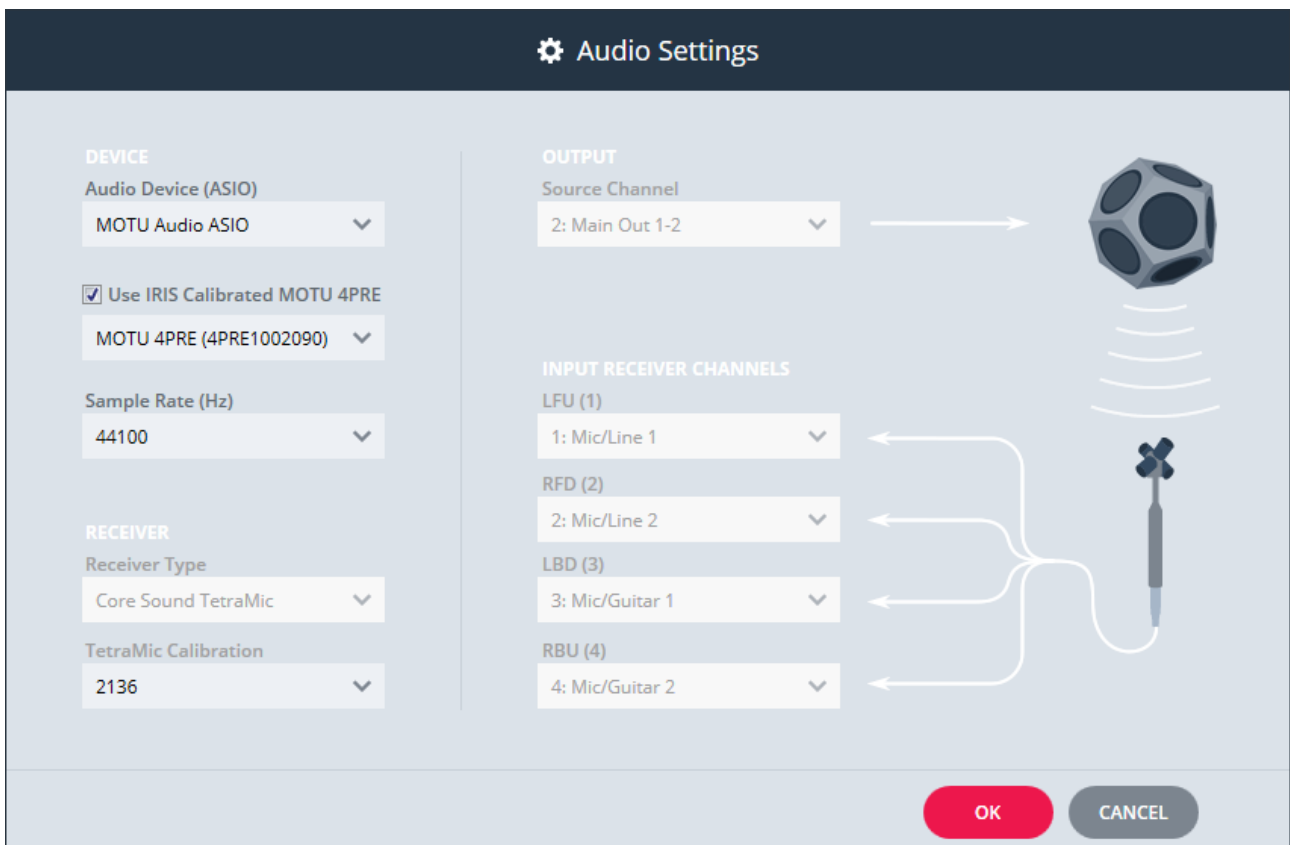 Audio Settings
DEVICE
Audio Device (ASIO)
MOTU Audio ASIO
Use IRIS Calibrated MOTU 4PRE
MOTU 4PRE (4PRE1002090)
Sample Rate (Hz)
44100
RECEIVER
Receiver Type
Core Sound TetraMic
TetraMic Calibration
2136
OUTPUT
Source Channel
2: Main Out 1-2
INPUT RECEIVER CHANNELS
LFU (1)
1: Mic/Line 1
RFD (2)
2: Mic/Line 2
LBD (3)
3: Mic/Guitar 1
RBU (4)
4: Mic/Guitar 2
OK
CANCEL